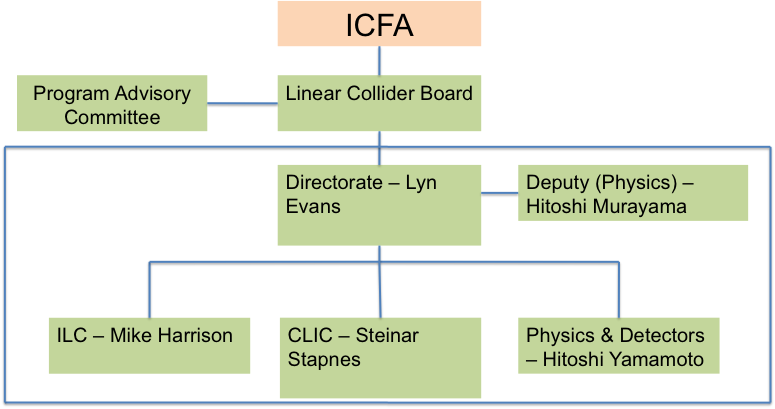 ICFA
Program Advisory
Committee
Linear Collider Board
Directorate – Lyn
Evans
Deputy (Physics) –
Hitoshi Murayama
ILC – Mike Harrison
CLIC – Steinar
Stapnes
Physics & Detectors
– Hitoshi Yamamoto